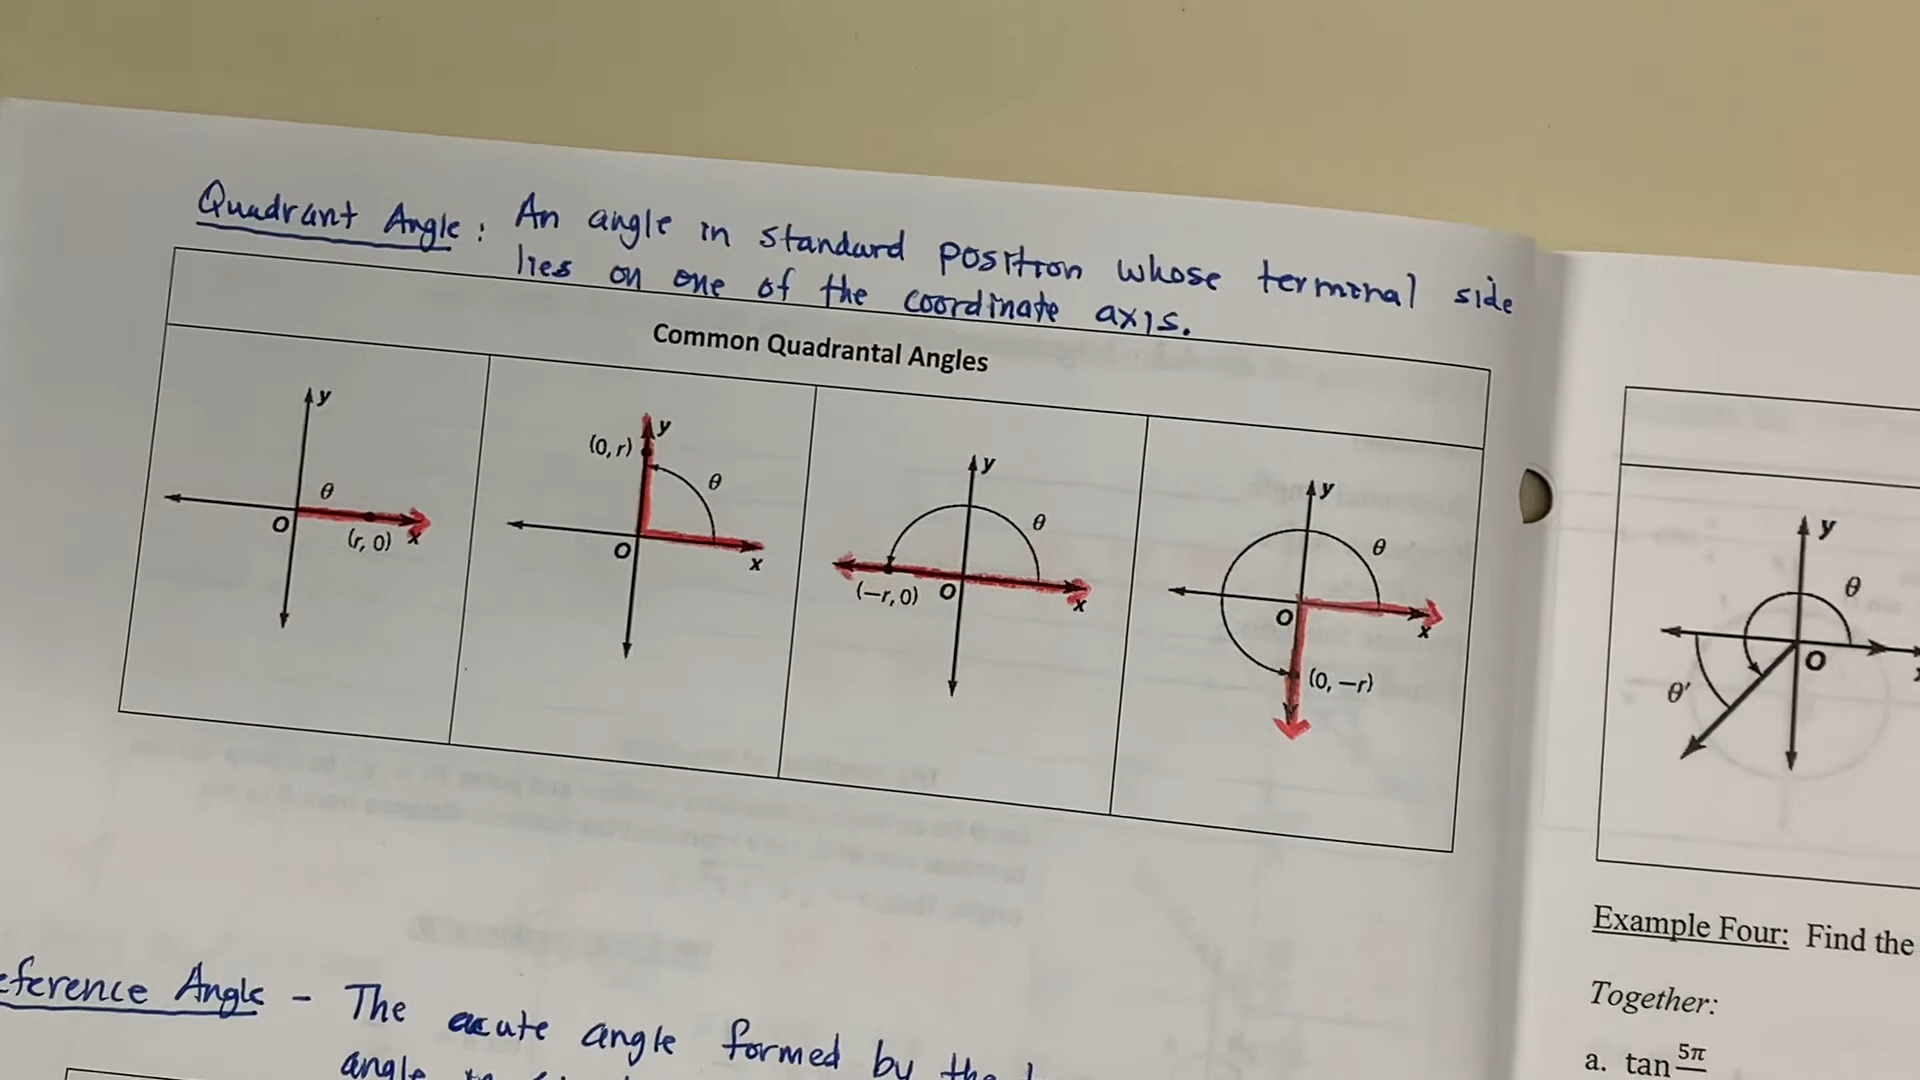 Quadrant Angle: An angle in standard position whose terminal side
lies on one of the coordinate axis.
Common Quadrantal Angles
y
θ
O
(r, 0)
x
(0, r)
y
θ
O
x
y
θ
(−r, 0)
O
x
y
θ
O
x
(0, −r)
y
θ
O
θ'
Example Four: Find the
Together:
a. tan 5π
eference Angle - The acute angle formed by the
angle